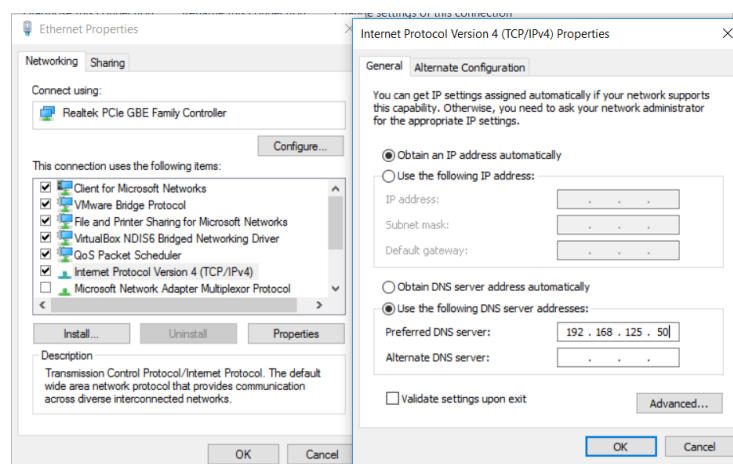 Change settings of this connection
Ethernet Properties
Networking Sharing
Connect using:
Realtek PCIe GBE Family Controller
Configure...
This connection uses the following items:
Client for Microsoft Networks
VMware Bridge Protocol
File and Printer Sharing for Microsoft Networks
VirtualBox NDIS6 Bridged Networking Driver
QoS Packet Scheduler
Internet Protocol Version 4 (TCP/IPv4)
Microsoft Network Adapter Multiplexor Protocol
Install... Uninstall Properties
Description
Transmission Control Protocol/Internet Protocol. The default
wide area network protocol that provides communication
across diverse interconnected networks.
OK Cancel
Internet Protocol Version 4 (TCP/IPv4) Properties
General Alternate Configuration
You can get IP settings assigned automatically if your network supports
this capability. Otherwise, you need to ask your network administrator
for the appropriate IP settings.
Obtain an IP address automatically
Use the following IP address:
IP address: . . .
Subnet mask: . . .
Default gateway: . . .
Obtain DNS server address automatically
Use the following DNS server addresses:
Preferred DNS server: 192 . 168 . 125 . 50
Alternate DNS server: . . .
Validate settings upon exit
Advanced...
OK Cancel